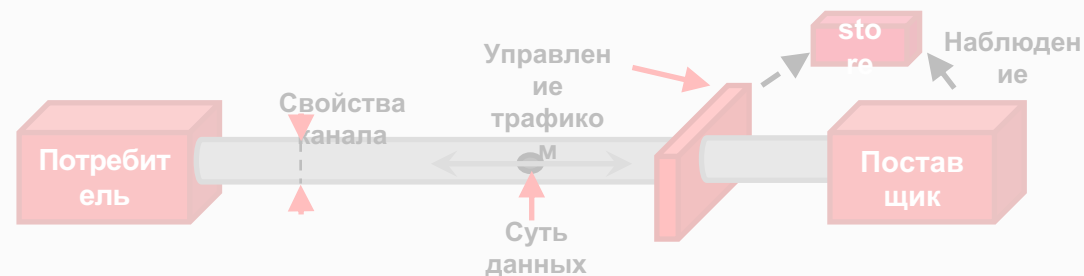 sto
re
Наблюден
ие
Управлен
ие
трафико
м
Свойства
канала
Потребит
ель
Постав
щик
Суть
данных